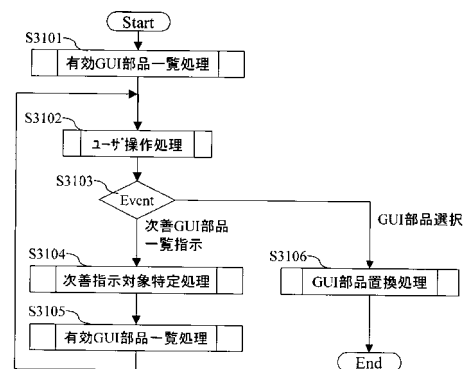 Start
S3101
有効GUI部品一覧処理
S3102
ユーザ操作処理
S3103
Event
次善GUI部品
一覧指示
GUI部品選択
S3104
次善指示対象特定処理
S3106
GUI部品置換処理
S3105
有効GUI部品一覧処理
End